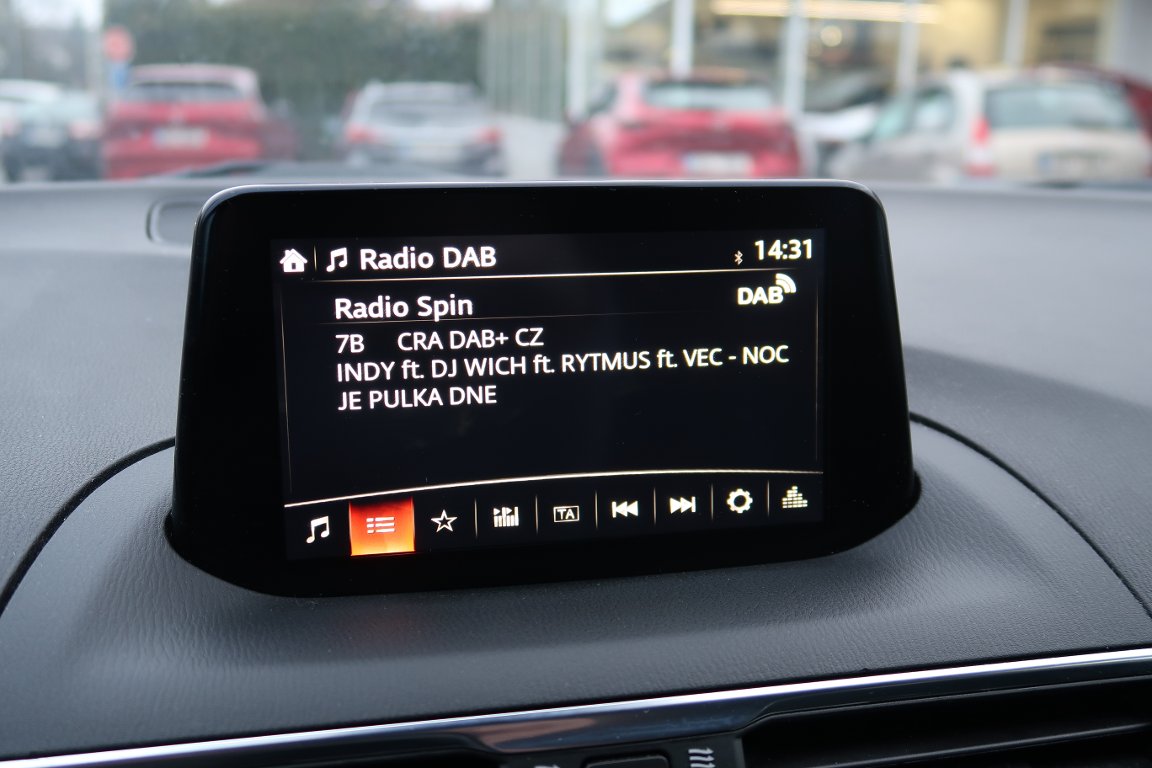 Radio DAB
14:31
Radio Spin
DAB
7B CRA DAB+ CZ
INDY ft. DJ WICH ft. RYTMUS ft. VEC - NOC
JE PULKA DNE
TA